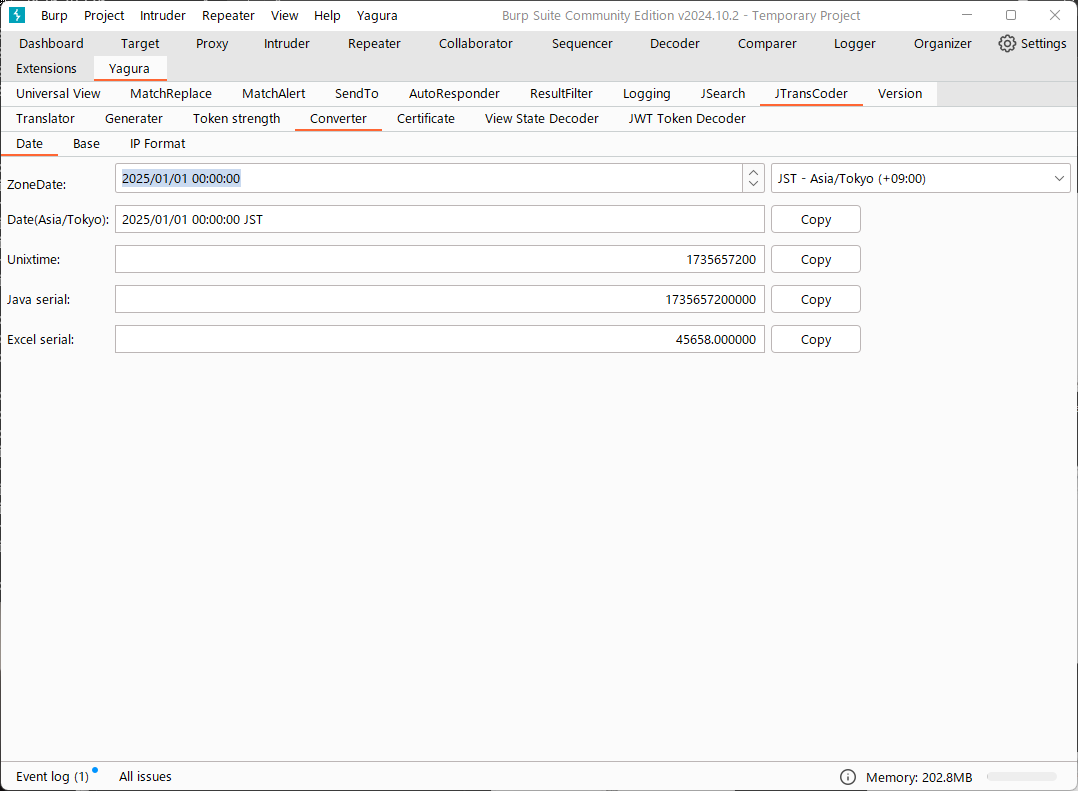 Burp Project Intruder Repeater View Help Yagura Burp Suite Community Edition v2024.10.2 - Temporary Project
Dashboard Target Proxy Intruder Repeater Collaborator Sequencer Decoder Comparer Logger Organizer Settings
Extensions Yagura
Universal View MatchReplace MatchAlert SendTo AutoResponder ResultFilter Logging JSearch JTransCoder Version
Translator Generater Token strength Converter Certificate View State Decoder JWT Token Decoder
Date Base IP Format
ZoneDate: 2025/01/01 00:00:00 JST - Asia/Tokyo (+09:00)
Date(Asia/Tokyo): 2025/01/01 00:00:00 JST Copy
Unixtime: 1735657200 Copy
Java serial: 1735657200000 Copy
Excel serial: 45658.000000 Copy
Event log (1) All issues Memory: 202.8MB